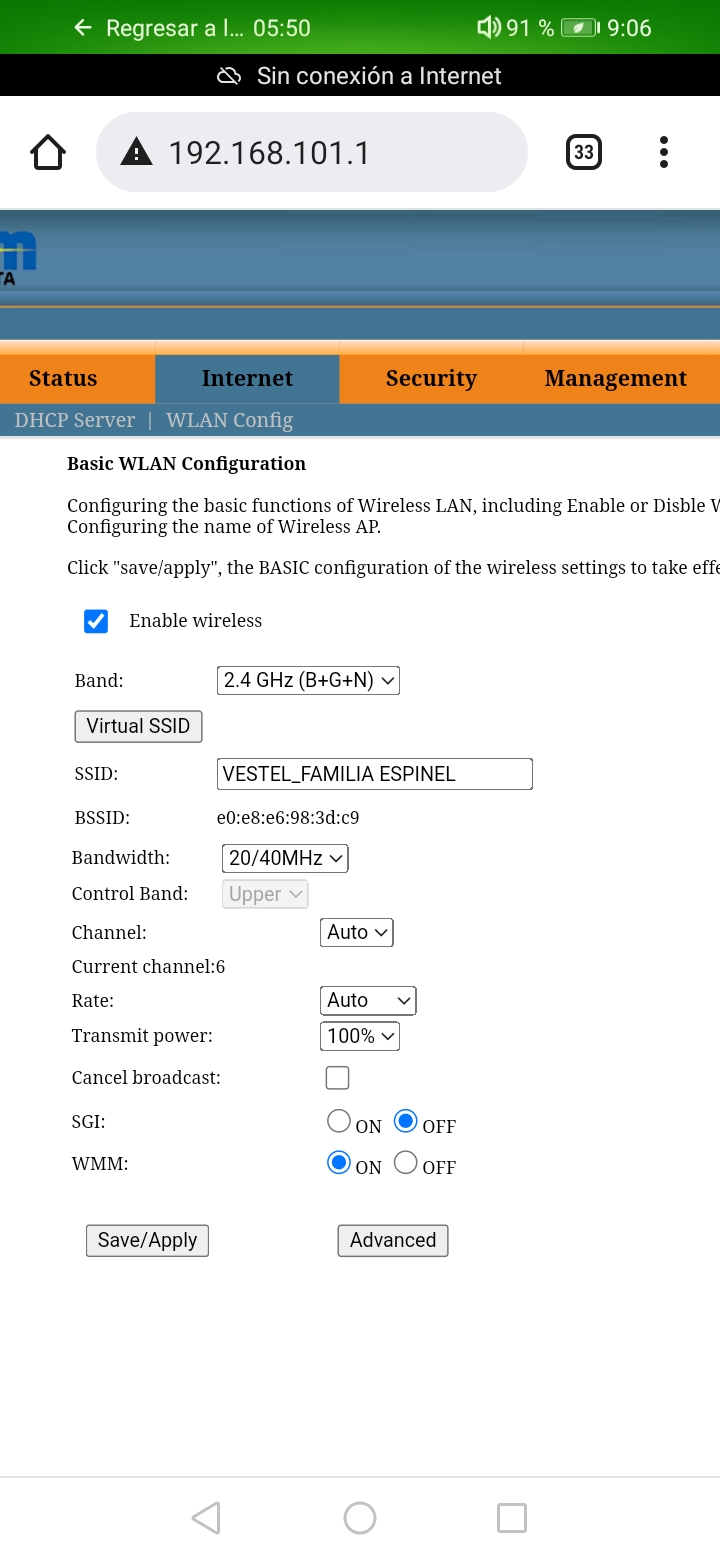 Regresar a l... 05:50 91 % 9:06
Sin conexión a Internet
192.168.101.1 33
m
TA
Status Internet Security Management
DHCP Server | WLAN Config
Basic WLAN Configuration
Configuring the basic functions of Wireless LAN, including Enable or Disble W
Configuring the name of Wireless AP.
Click "save/apply", the BASIC configuration of the wireless settings to take effe
Enable wireless
Band: 2.4 GHz (B+G+N)
Virtual SSID
SSID: VESTEL_FAMILIA ESPINEL
BSSID: e0:e8:e6:98:3d:c9
Bandwidth: 20/40MHz
Control Band: Upper
Channel: Auto
Current channel:6
Rate: Auto
Transmit power: 100%
Cancel broadcast:
SGI: ON OFF
WMM: ON OFF
Save/Apply Advanced